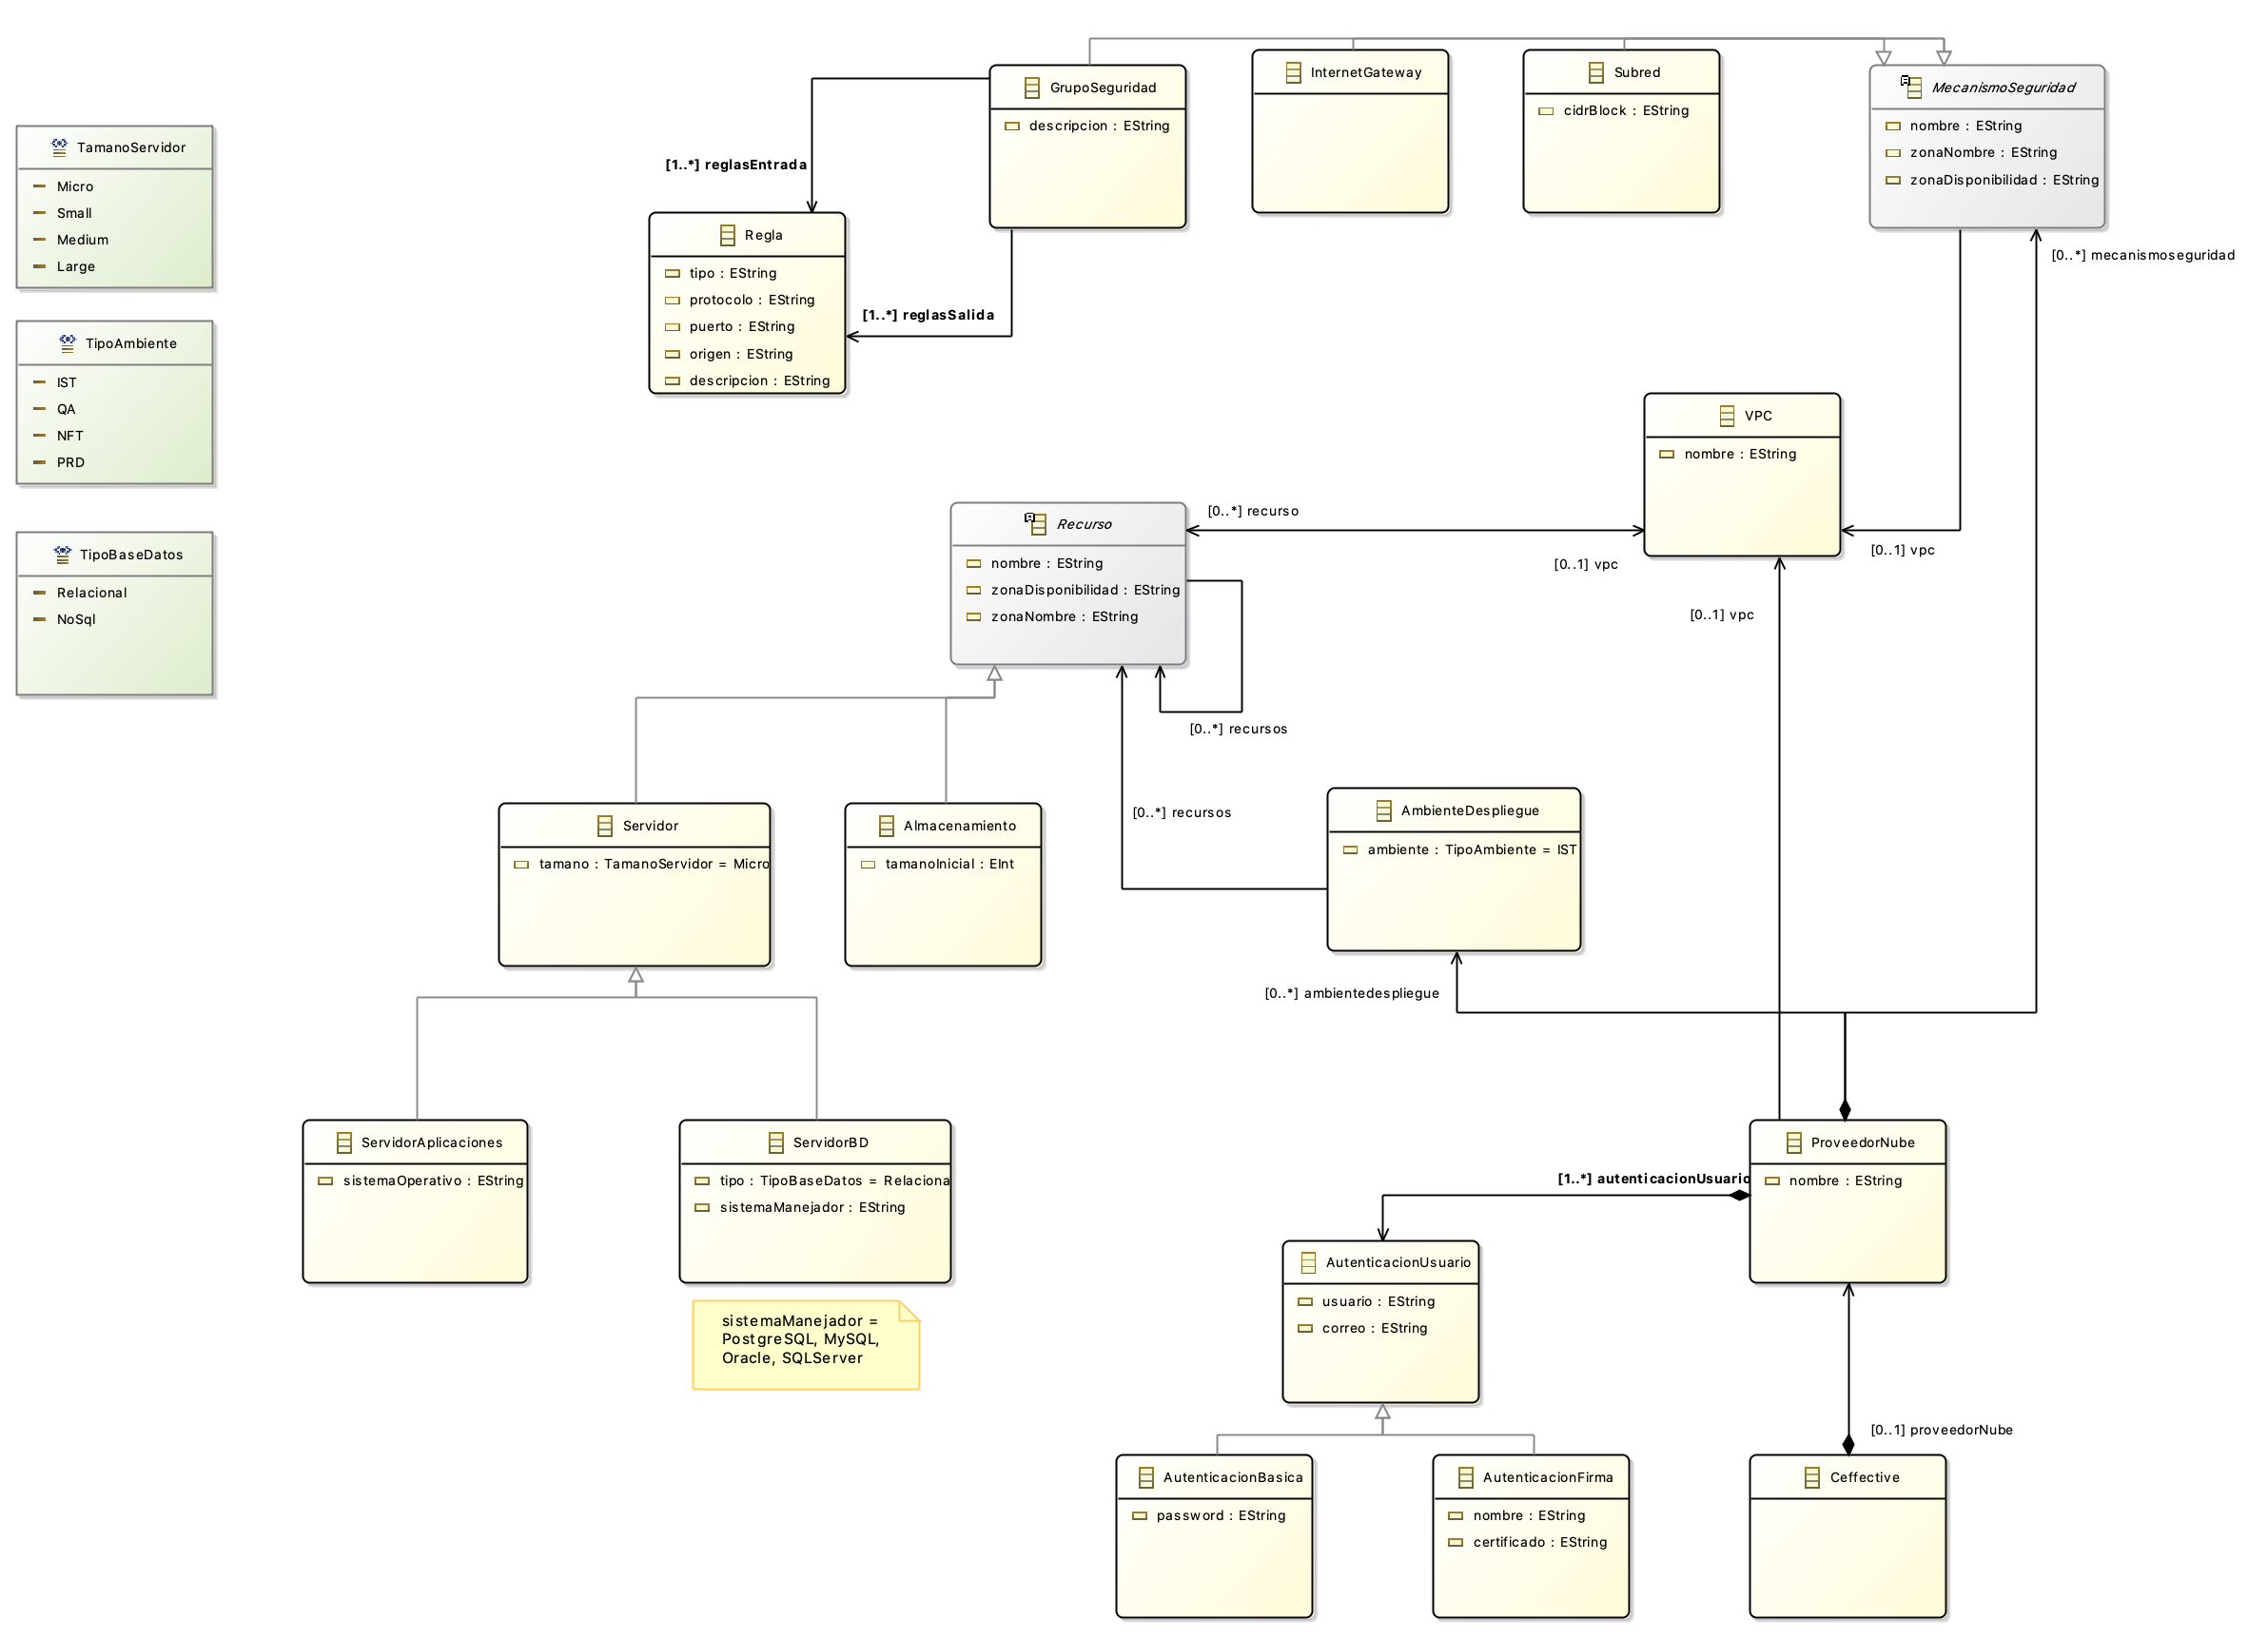 TamanoServidor
Micro
Small
Medium
Large
TipoAmbiente
IST
QA
NFT
PRD
TipoBaseDatos
Relacional
NoSql
GrupoSeguridad
descripcion : EString
InternetGateway
Subred
cidrBlock : EString
MecanismoSeguridad
nombre : EString
zonaNombre : EString
zonaDisponibilidad : EString
[1..*] reglasEntrada
Regla
tipo : EString
protocolo : EString
puerto : EString
origen : EString
descripcion : EString
[1..*] reglasSalida
[0..*] mecanismoseguridad
VPC
nombre : EString
[0..*] recurso
[0..1] vpc
[0..1] vpc
[0..1] vpc
Recurso
nombre : EString
zonaDisponibilidad : EString
zonaNombre : EString
[0..*] recursos
[0..*] recursos
Servidor
tamano : TamanoServidor = Micro
Almacenamiento
tamanoInicial : EInt
AmbienteDespliegue
ambiente : TipoAmbiente = IST
[0..*] ambientedespliegue
ServidorAplicaciones
sistemaOperativo : EString
ServidorBD
tipo : TipoBaseDatos = Relaciona
sistemaManejador : EString
sistemaManejador =
PostgreSQL, MySQL,
Oracle, SQLServer
ProveedorNube
nombre : EString
[1..*] autenticacionUsuario
AutenticacionUsuario
usuario : EString
correo : EString
[0..1] proveedorNube
AutenticacionBasica
password : EString
AutenticacionFirma
nombre : EString
certificado : EString
Ceffective